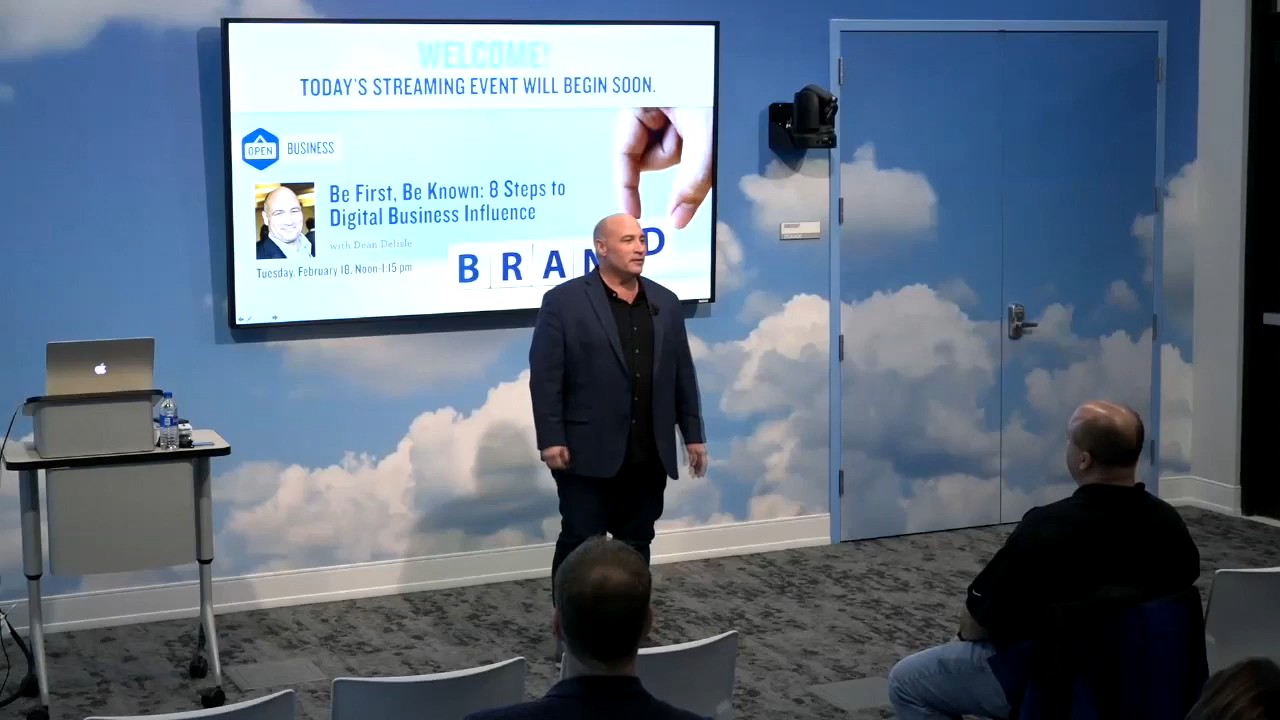 WELCOME!
TODAY'S STREAMING EVENT WILL BEGIN SOON.
OPEN
BUSINESS
Be First, Be Known: 8 Steps to
Digital Business Influence
with Dean Delisle
Tuesday, February 18, Noon-1:15 pm
BRAND